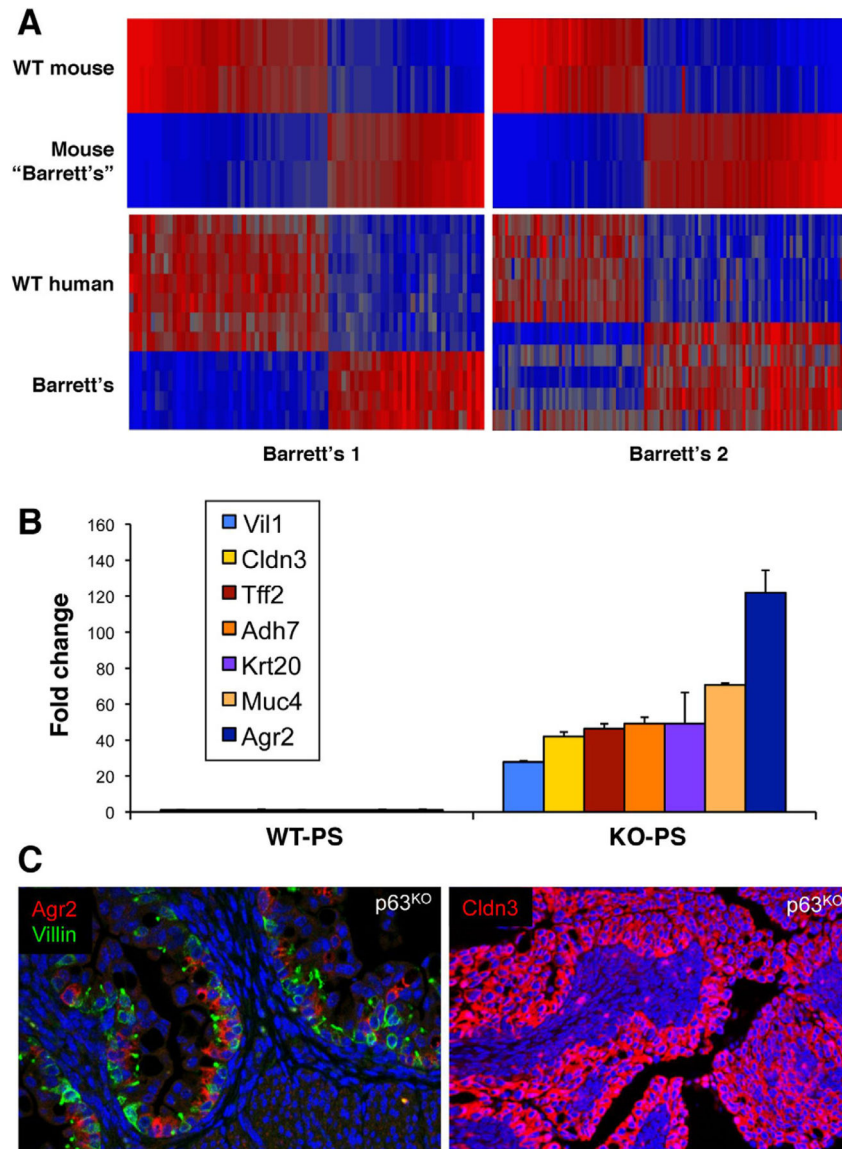 A
WT mouse
Mouse
“Barrett’s”
WT human
Barrett’s
Barrett’s 1
Barrett’s 2
B
Fold change
160
140
120
100
80
60
40
20
0
Vil1
Cldn3
Tff2
Adh7
Krt20
Muc4
Agr2
WT-PS
KO-PS
C
Agr2
Villin
p63KO
Cldn3
p63KO